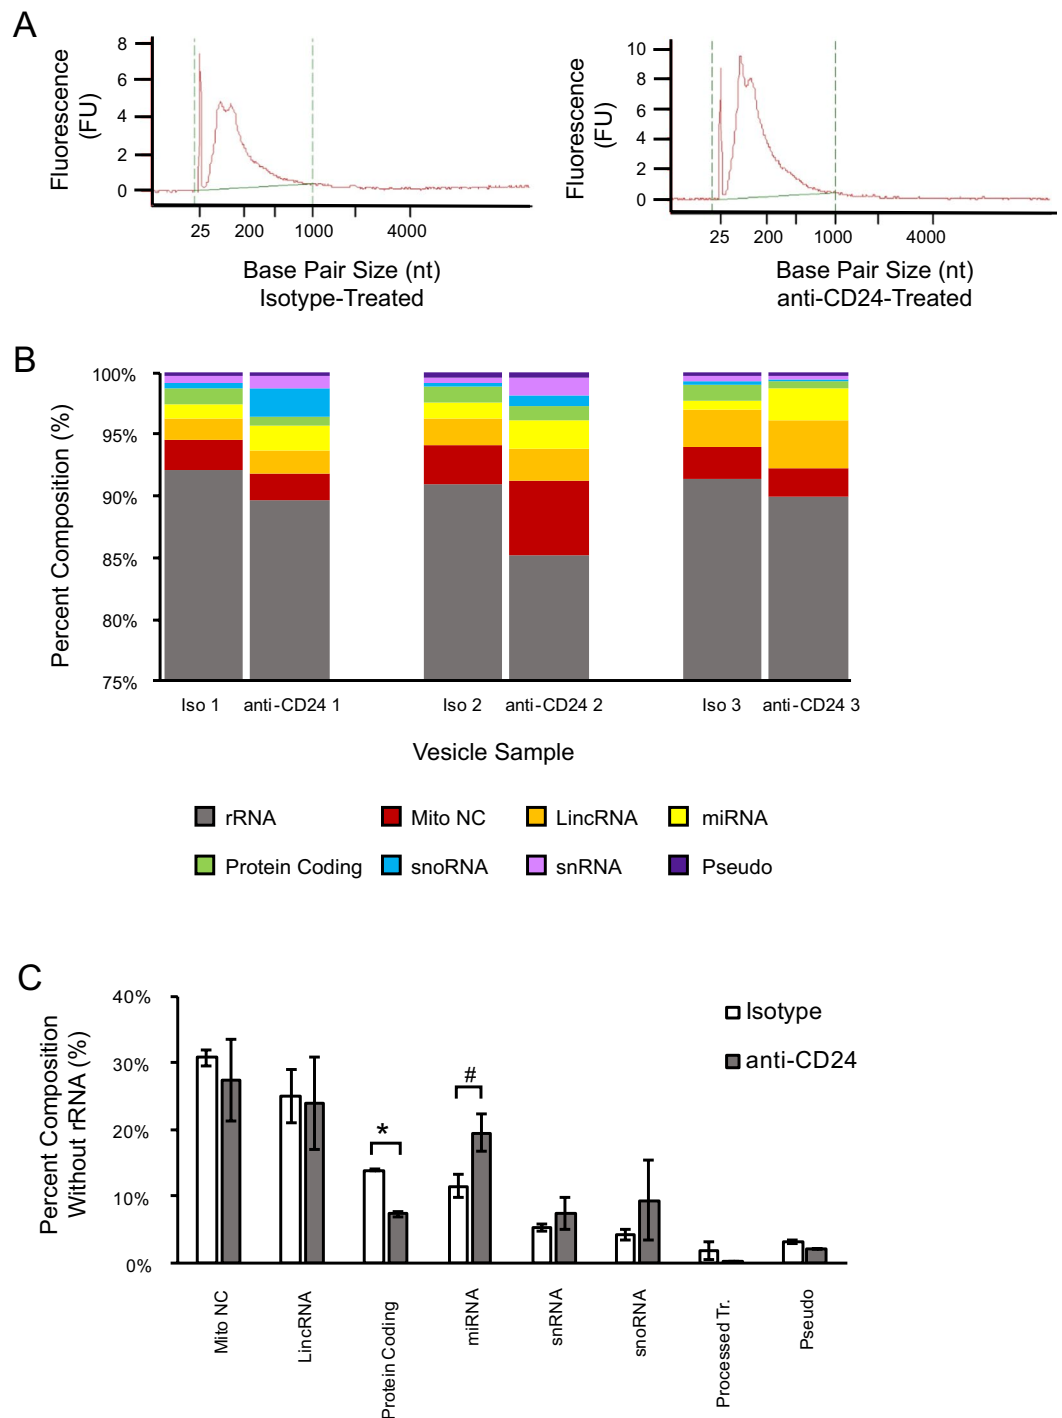 A
Fluorescence
(FU)
8
6
4
2
0
25 200 1000 4000
Base Pair Size (nt)
Isotype-Treated
Fluorescence
(FU)
10
8
6
4
2
0
25 200 1000 4000
Base Pair Size (nt)
anti-CD24-Treated
B
Percent Composition (%)
100%
95%
90%
85%
80%
75%
Iso 1 anti-CD24 1 Iso 2 anti-CD24 2 Iso 3 anti-CD24 3
Vesicle Sample
rRNA Mito NC LincRNA miRNA
Protein Coding snoRNA snRNA Pseudo
C
Percent Composition
Without rRNA (%)
40%
30%
20%
10%
0%
* #
Isotype
anti-CD24
Mito NC
LincRNA
Protein Coding
miRNA
snRNA
snoRNA
Processed Tr.
Pseudo